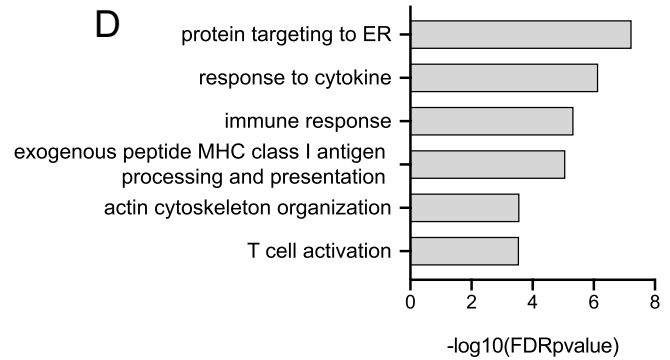 D
protein targeting to ER
response to cytokine
immune response
exogenous peptide MHC class I antigen
processing and presentation
actin cytoskeleton organization
T cell activation
0 2 4 6 8
-log10(FDRpvalue)